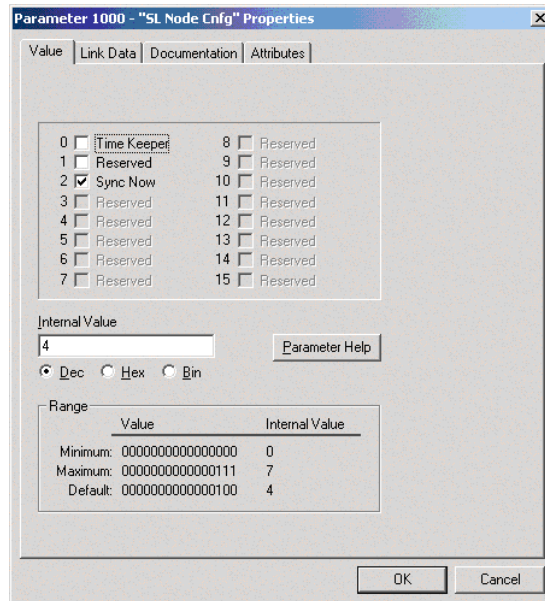 Parameter 1000 - "SL Node Cnfg" Properties
Value Link Data Documentation Attributes
0 Time Keeper 8 Reserved
1 Reserved 9 Reserved
2 Sync Now 10 Reserved
3 Reserved 11 Reserved
4 Reserved 12 Reserved
5 Reserved 13 Reserved
6 Reserved 14 Reserved
7 Reserved 15 Reserved
Internal Value
4 Parameter Help
Dec Hex Bin
Range
Value Internal Value
Minimum: 0000000000000000 0
Maximum: 0000000000000111 7
Default: 0000000000000100 4
OK Cancel